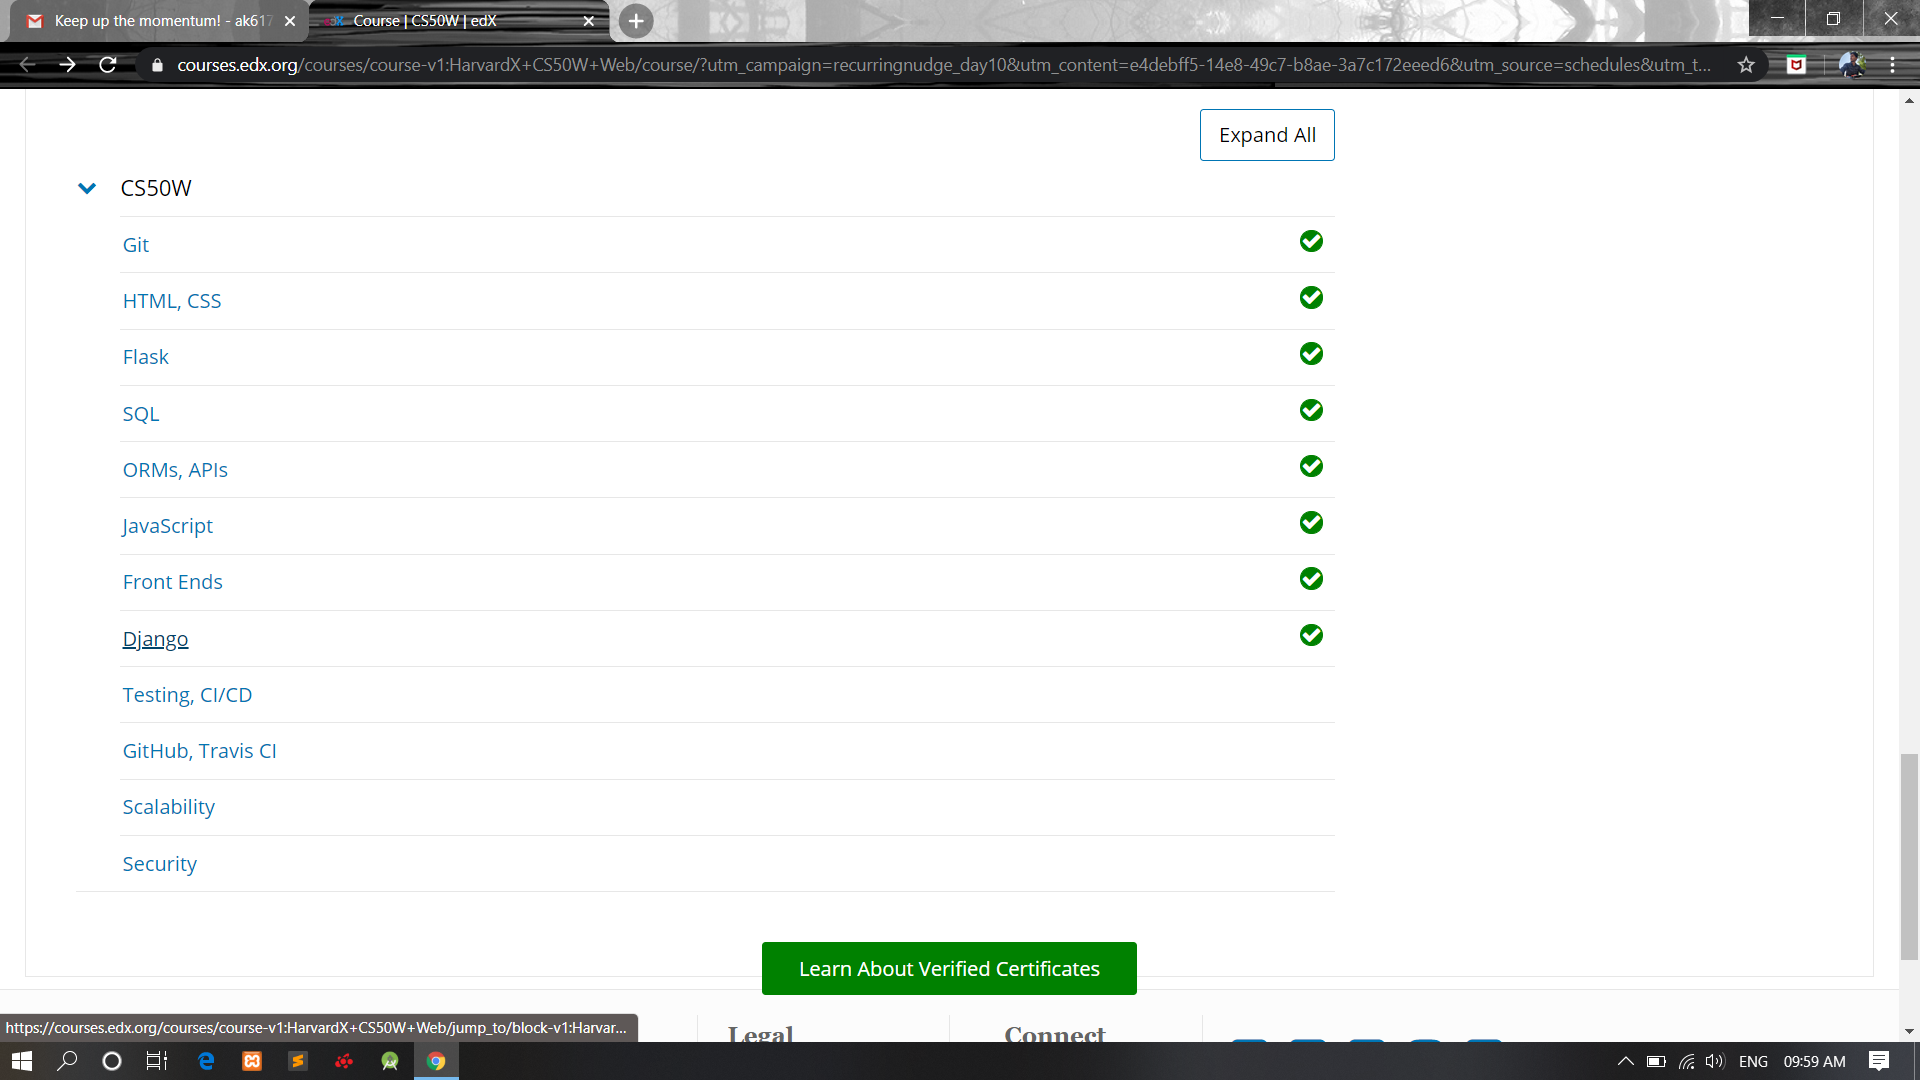 Keep up the momentum! - ak617
Course | CS50W | edX
courses.edx.org/courses/course-v1:HarvardX+CS50W+Web/course/?utm_campaign=recurringnudge_day10&utm_content=e4debff5-14e8-49c7-b8ae-3a7c172eeed6&utm_source=schedules&utm_t...
Expand All
CS50W
Git
HTML, CSS
Flask
SQL
ORMs, APIs
JavaScript
Front Ends
Django
Testing, CI/CD
GitHub, Travis CI
Scalability
Security
Learn About Verified Certificates
https://courses.edx.org/courses/course-v1:HarvardX+CS50W+Web/jump_to/block-v1:Harvar...
Legal
Connect
ENG
09:59 AM